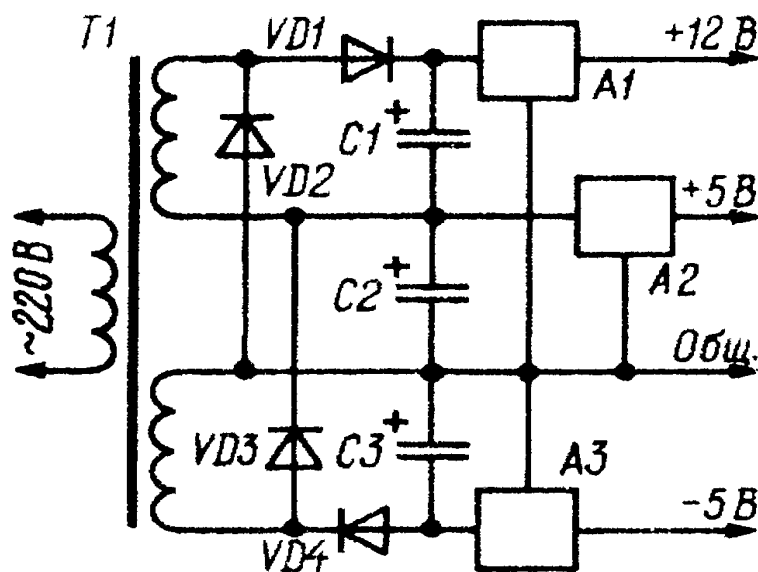 T1
VD1
+12 В
A1
C1
+
VD2
+5 В
A2
~220 В
C2
+
Общ.
VD3
C3
+
A3
-5 В
VD4